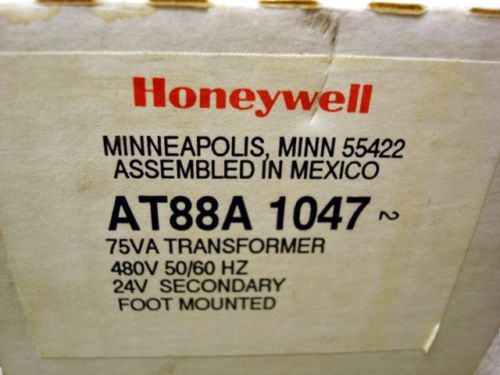 Honeywell
MINNEAPOLIS, MINN 55422
ASSEMBLED IN MEXICO
AT88A 1047 ~
75VA TRANSFORMER
480V 50/60 HZ
24V SECONDARY
FOOT MOUNTED